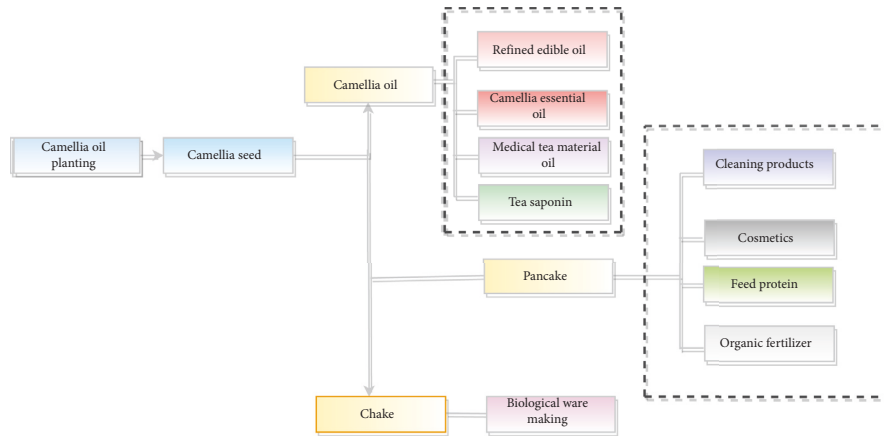 Refined edible oil
Camellia oil
Camellia essential
oil
Camellia oil
planting
Camellia seed
Medical tea material
oil
Tea saponin
Cleaning products
Cosmetics
Pancake
Feed protein
Organic fertilizer
Chake
Biological ware
making